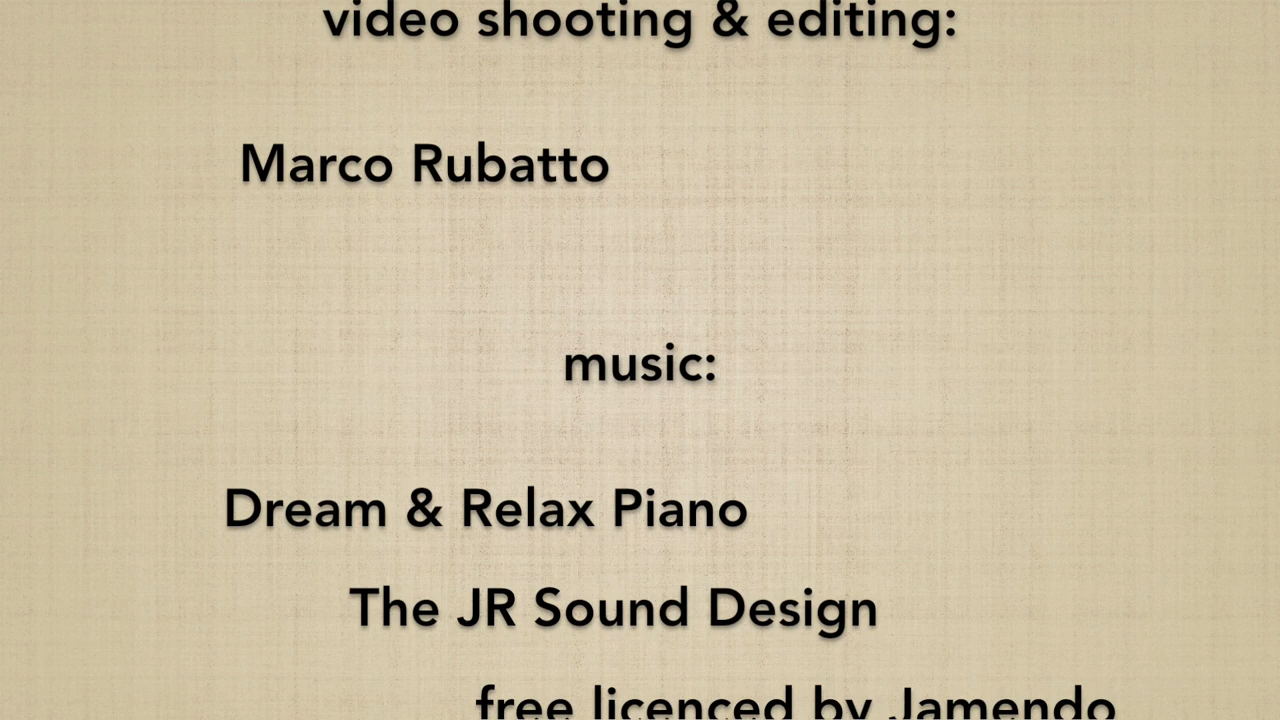 video shooting & editing:
Marco Rubatto
music:
Dream & Relax Piano
The JR Sound Design
free licenced by Jamendo